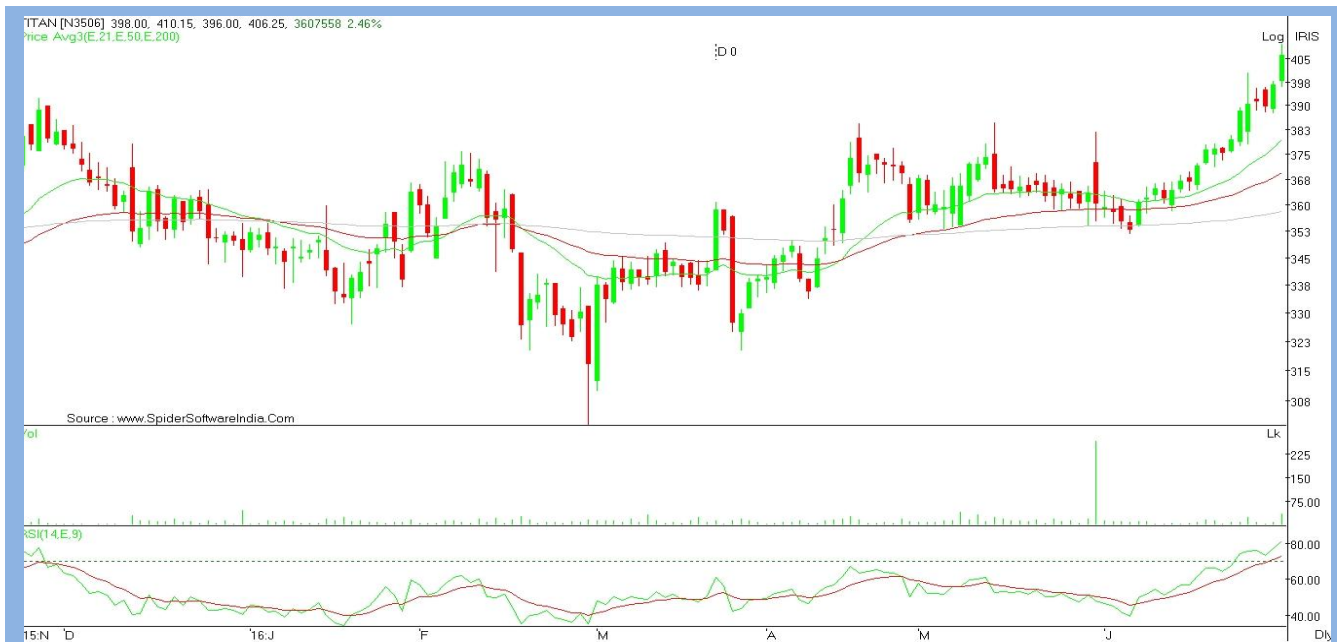 TITAN [N3506] 398.00, 410.15, 396.00, 406.25, 3607558 2.46%
Price Avg3(E,21,E,50,E,200)
D 0
Log IRIS
405
398
390
383
375
368
360
353
345
338
330
323
315
308
Source : www.SpiderSoftwareIndia.Com
Vol
Lk
225
150
75.00
RSI(14,E,9)
80.00
60.00
40.00
15:N 'D '16:J 'F 'M 'A 'M 'J Dly